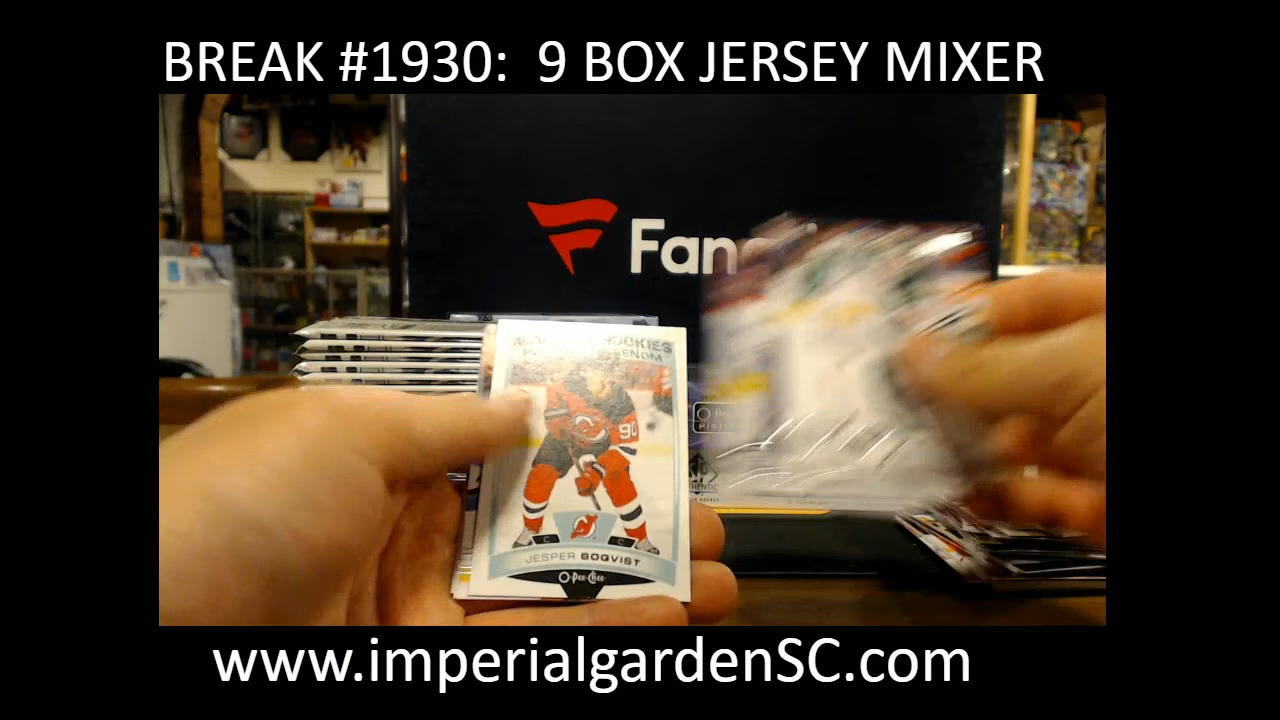 BREAK #1930:  9 BOX JERSEY MIXER
Fan
ROOKIES
90
JESPER BOQVIST
O-Pee-Chee
www.imperialgardenSC.com